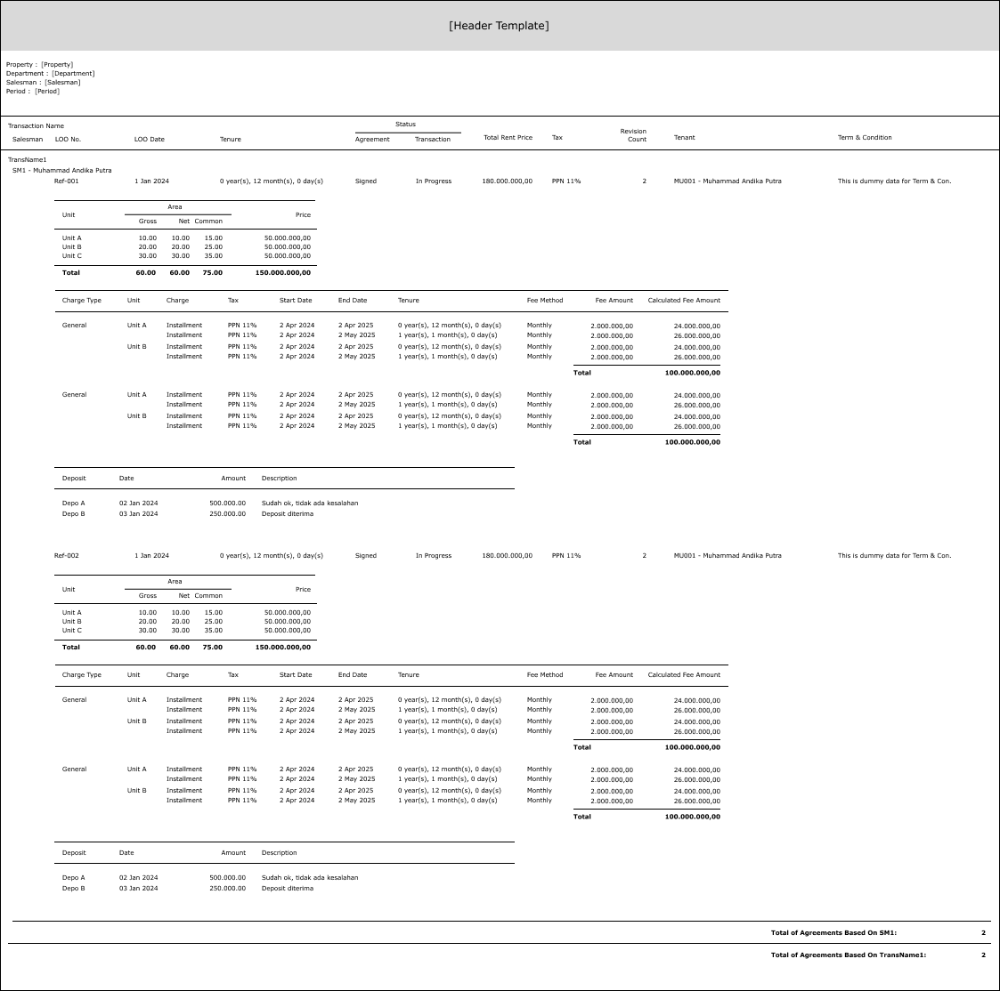 [Header Template]
Property : [Property]
Department : [Department]
Salesman : [Salesman]
Period : [Period]
Transaction Name Status
Salesman LOO No. LOO Date Tenure Agreement Transaction Total Rent Price Tax Revision Count Tenant Term & Condition
TransName1
SM1 - Muhammad Andika Putra
Ref-001 1 Jan 2024 0 year(s), 12 month(s), 0 day(s) Signed In Progress 180.000.000,00 PPN 11% 2 MU001 - Muhammad Andika Putra This is dummy data for Term & Con.
Area
Unit Price
Gross Net Common
Unit A 10.00 10.00 15.00 50.000.000,00
Unit B 20.00 20.00 25.00 50.000.000,00
Unit C 30.00 30.00 35.00 50.000.000,00
Total 60.00 60.00 75.00 150.000.000,00
Charge Type Unit Charge Tax Start Date End Date Tenure Fee Method Fee Amount Calculated Fee Amount
General Unit A Installment PPN 11% 2 Apr 2024 2 Apr 2025 0 year(s), 12 month(s), 0 day(s) Monthly 2.000.000,00 24.000.000,00
Installment PPN 11% 2 Apr 2024 2 May 2025 1 year(s), 1 month(s), 0 day(s) Monthly 2.000.000,00 26.000.000,00
Unit B Installment PPN 11% 2 Apr 2024 2 Apr 2025 0 year(s), 12 month(s), 0 day(s) Monthly 2.000.000,00 24.000.000,00
Installment PPN 11% 2 Apr 2024 2 May 2025 1 year(s), 1 month(s), 0 day(s) Monthly 2.000.000,00 26.000.000,00
Total 100.000.000,00
General Unit A Installment PPN 11% 2 Apr 2024 2 Apr 2025 0 year(s), 12 month(s), 0 day(s) Monthly 2.000.000,00 24.000.000,00
Installment PPN 11% 2 Apr 2024 2 May 2025 1 year(s), 1 month(s), 0 day(s) Monthly 2.000.000,00 26.000.000,00
Unit B Installment PPN 11% 2 Apr 2024 2 Apr 2025 0 year(s), 12 month(s), 0 day(s) Monthly 2.000.000,00 24.000.000,00
Installment PPN 11% 2 Apr 2024 2 May 2025 1 year(s), 1 month(s), 0 day(s) Monthly 2.000.000,00 26.000.000,00
Total 100.000.000,00
Deposit Date Amount Description
Depo A 02 Jan 2024 500.000.00 Sudah ok, tidak ada kesalahan
Depo B 03 Jan 2024 250.000.00 Deposit diterima
Ref-002 1 Jan 2024 0 year(s), 12 month(s), 0 day(s) Signed In Progress 180.000.000,00 PPN 11% 2 MU001 - Muhammad Andika Putra This is dummy data for Term & Con.
Area
Unit Price
Gross Net Common
Unit A 10.00 10.00 15.00 50.000.000,00
Unit B 20.00 20.00 25.00 50.000.000,00
Unit C 30.00 30.00 35.00 50.000.000,00
Total 60.00 60.00 75.00 150.000.000,00
Charge Type Unit Charge Tax Start Date End Date Tenure Fee Method Fee Amount Calculated Fee Amount
General Unit A Installment PPN 11% 2 Apr 2024 2 Apr 2025 0 year(s), 12 month(s), 0 day(s) Monthly 2.000.000,00 24.000.000,00
Installment PPN 11% 2 Apr 2024 2 May 2025 1 year(s), 1 month(s), 0 day(s) Monthly 2.000.000,00 26.000.000,00
Unit B Installment PPN 11% 2 Apr 2024 2 Apr 2025 0 year(s), 12 month(s), 0 day(s) Monthly 2.000.000,00 24.000.000,00
Installment PPN 11% 2 Apr 2024 2 May 2025 1 year(s), 1 month(s), 0 day(s) Monthly 2.000.000,00 26.000.000,00
Total 100.000.000,00
General Unit A Installment PPN 11% 2 Apr 2024 2 Apr 2025 0 year(s), 12 month(s), 0 day(s) Monthly 2.000.000,00 24.000.000,00
Installment PPN 11% 2 Apr 2024 2 May 2025 1 year(s), 1 month(s), 0 day(s) Monthly 2.000.000,00 26.000.000,00
Unit B Installment PPN 11% 2 Apr 2024 2 Apr 2025 0 year(s), 12 month(s), 0 day(s) Monthly 2.000.000,00 24.000.000,00
Installment PPN 11% 2 Apr 2024 2 May 2025 1 year(s), 1 month(s), 0 day(s) Monthly 2.000.000,00 26.000.000,00
Total 100.000.000,00
Deposit Date Amount Description
Depo A 02 Jan 2024 500.000.00 Sudah ok, tidak ada kesalahan
Depo B 03 Jan 2024 250.000.00 Deposit diterima
Total of Agreements Based On SM1: 2
Total of Agreements Based On TransName1: 2